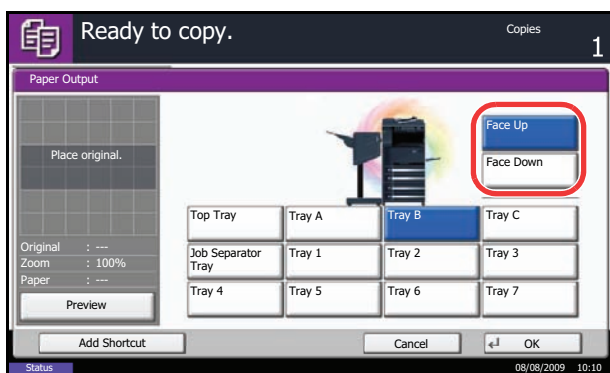 Ready to copy.
Copies
1
Paper Output
Place original.
Face Up
Face Down
Top Tray
Tray A
Tray B
Tray C
Job Separator
Tray
Tray 1
Tray 2
Tray 3
Tray 4
Tray 5
Tray 6
Tray 7
Original : ---
Zoom : 100%
Paper : ---
Preview
Add Shortcut
Cancel
OK
Status
08/08/2009 10:10